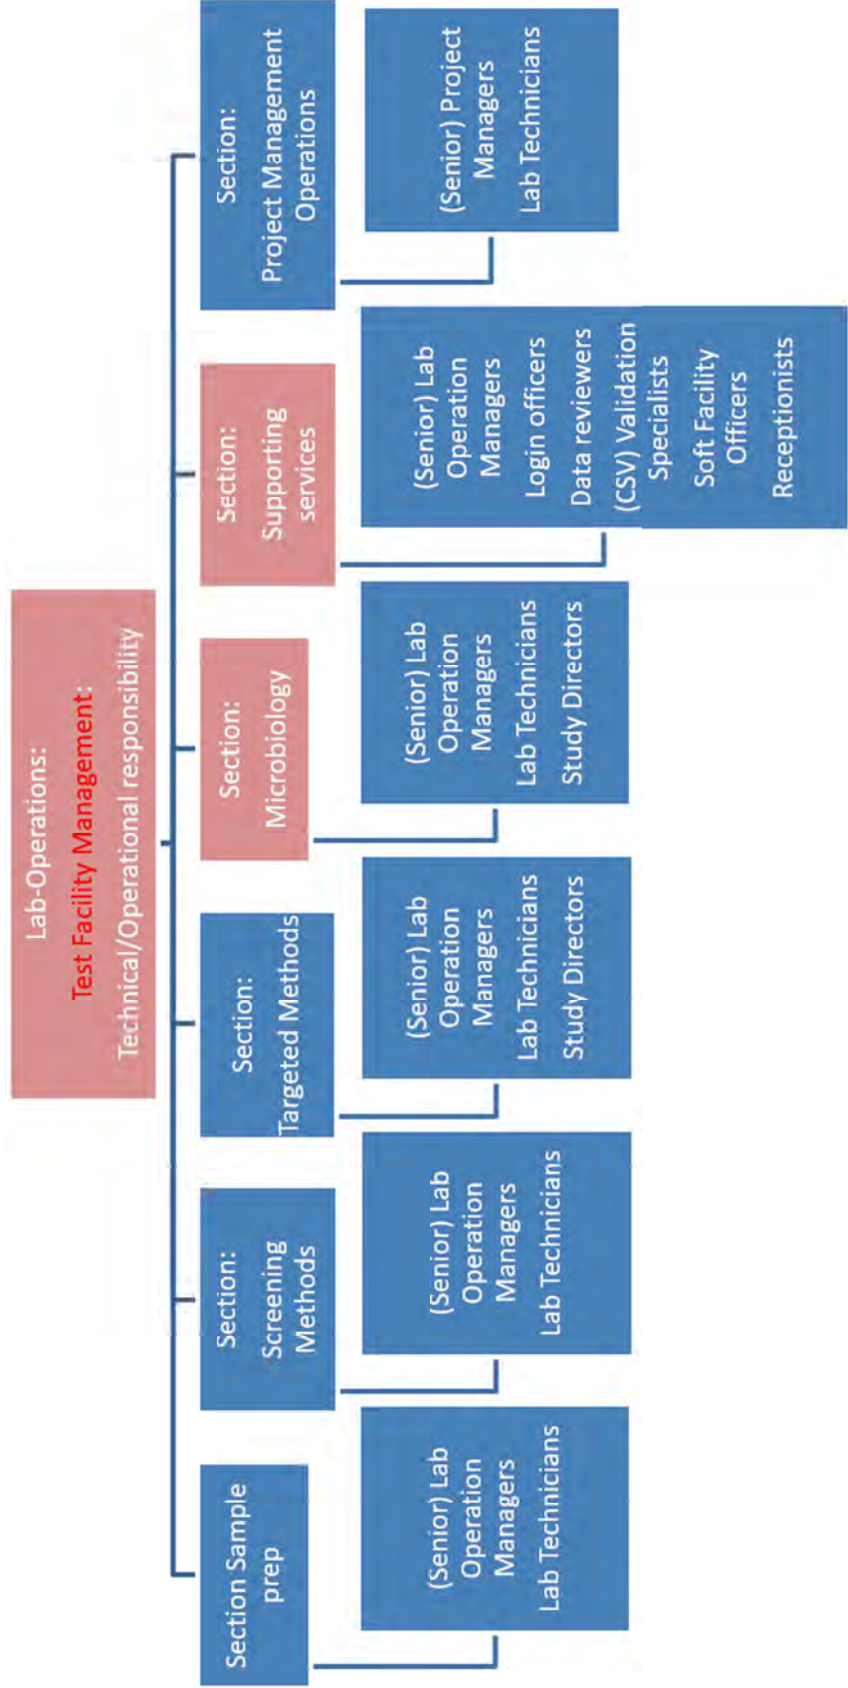 Lab-Operations:
Test Facility Management:
Technical/Operational responsibility
Section Sample
prep
(Senior) Lab
Operation
Managers
Lab Technicians
Section:
Screening
Methods
(Senior) Lab
Operation
Managers
Lab Technicians
Section:
Targeted Methods
(Senior) Lab
Operation
Managers
Lab Technicians
Study Directors
Section:
Microbiology
(Senior) Lab
Operation
Managers
Lab Technicians
Study Directors
Section:
Supporting
services
(Senior) Lab
Operation
Managers
Login officers
Data reviewers
(CSV) Validation
Specialists
Soft Facility
Officers
Receptionists
Section:
Project Management
Operations
(Senior) Project
Managers
Lab Technicians